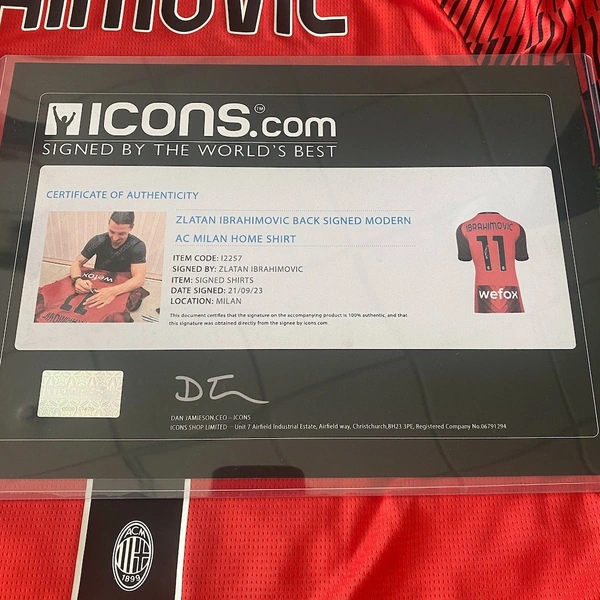 AHIMOVIC
ICONS.com™
SIGNED BY THE WORLD'S BEST
CERTIFICATE OF AUTHENTICITY
ZLATAN IBRAHIMOVIC BACK SIGNED MODERN
AC MILAN HOME SHIRT
ITEM CODE: I2257
SIGNED BY: ZLATAN IBRAHIMOVIC
ITEM: SIGNED SHIRTS
DATE SIGNED: 21/09/23
LOCATION: MILAN
This document certifies that the signature on the accompanying product is 100% authentic, and that
this signature was obtained directly from the signee by icons.com
wefox
11
IBRAHIMOVIC
11
wefox
DAN JAMIESON,CEO - ICONS
ICONS SHOP LIMITED - Unit 7 Airfield Industrial Estate, Airfield way, Christchurch,BH23 3PE, Registered Company No.06791294
ACM
1899